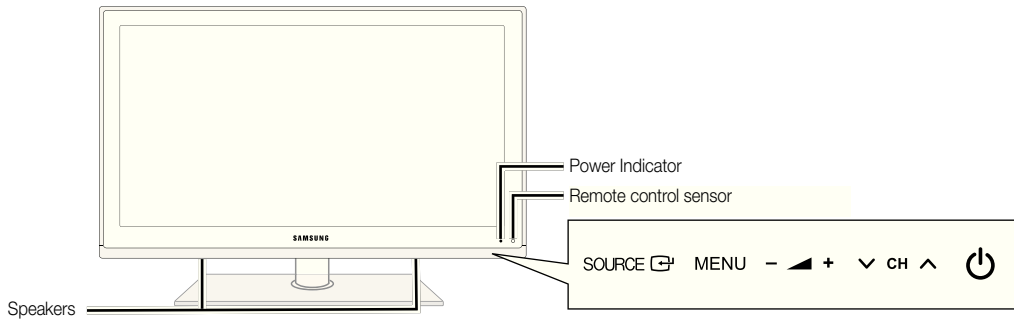 Power Indicator
Remote control sensor
SAMSUNG
SOURCE MENU - + CH
Speakers